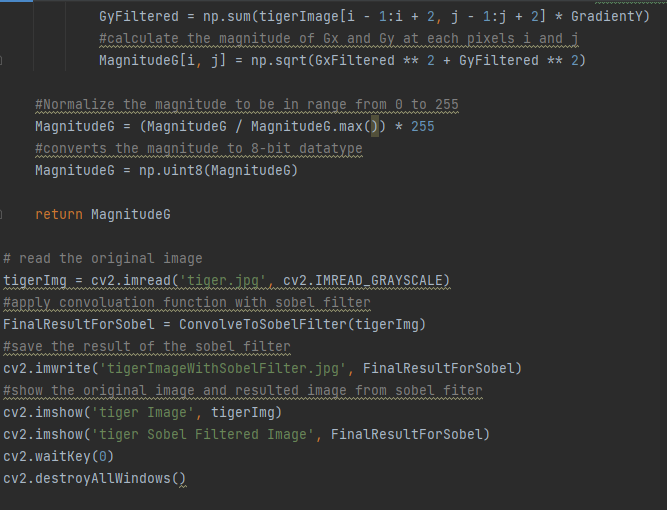 GyFiltered = np.sum(tigerImage[i - 1:i + 2, j - 1:j + 2] * GradientY)
#calculate the magnitude of Gx and Gy at each pixels i and j
MagnitudeG[i, j] = np.sqrt(GxFiltered ** 2 + GyFiltered ** 2)
#Normalize the magnitude to be in range from 0 to 255
MagnitudeG = (MagnitudeG / MagnitudeG.max()) * 255
#converts the magnitude to 8-bit datatype
MagnitudeG = np.uint8(MagnitudeG)
return MagnitudeG
# read the original image
tigerImg = cv2.imread('tiger.jpg', cv2.IMREAD_GRAYSCALE)
#apply convoluation function with sobel filter
FinalResultForSobel = ConvolveToSobelFilter(tigerImg)
#save the result of the sobel filter
cv2.imwrite('tigerImageWithSobelFilter.jpg', FinalResultForSobel)
#show the original image and resulted image from sobel fiter
cv2.imshow('tiger Image', tigerImg)
cv2.imshow('tiger Sobel Filtered Image', FinalResultForSobel)
cv2.waitKey(0)
cv2.destroyAllWindows()